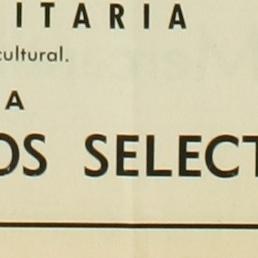 ITARIA
cultural.
A
OS SELECT